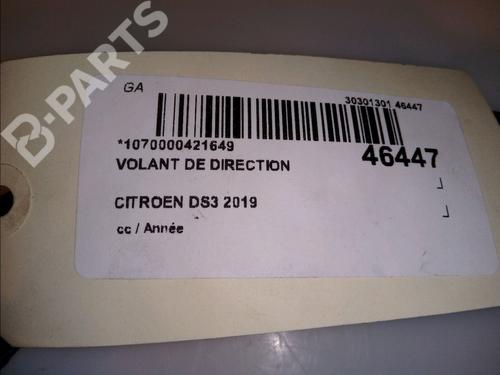 B-PARTS
GA
30301301 46447
*1070000421649
46447
VOLANT DE DIRECTION
CITROEN DS3 2019
cc / Année